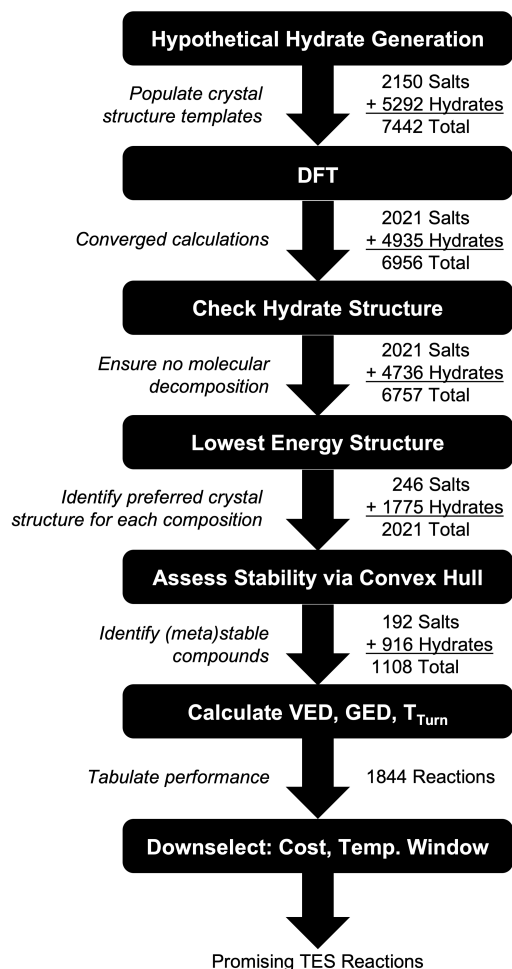 Hypothetical Hydrate Generation
Populate crystal
structure templates
2150 Salts
+ 5292 Hydrates
7442 Total
DFT
Converged calculations
2021 Salts
+ 4935 Hydrates
6956 Total
Check Hydrate Structure
Ensure no molecular
decomposition
2021 Salts
+ 4736 Hydrates
6757 Total
Lowest Energy Structure
Identify preferred crystal
structure for each composition
246 Salts
+ 1775 Hydrates
2021 Total
Assess Stability via Convex Hull
Identify (meta)stable
compounds
192 Salts
+ 916 Hydrates
1108 Total
Calculate VED, GED, T_Turn
Tabulate performance
1844 Reactions
Downselect: Cost, Temp. Window
Promising TES Reactions